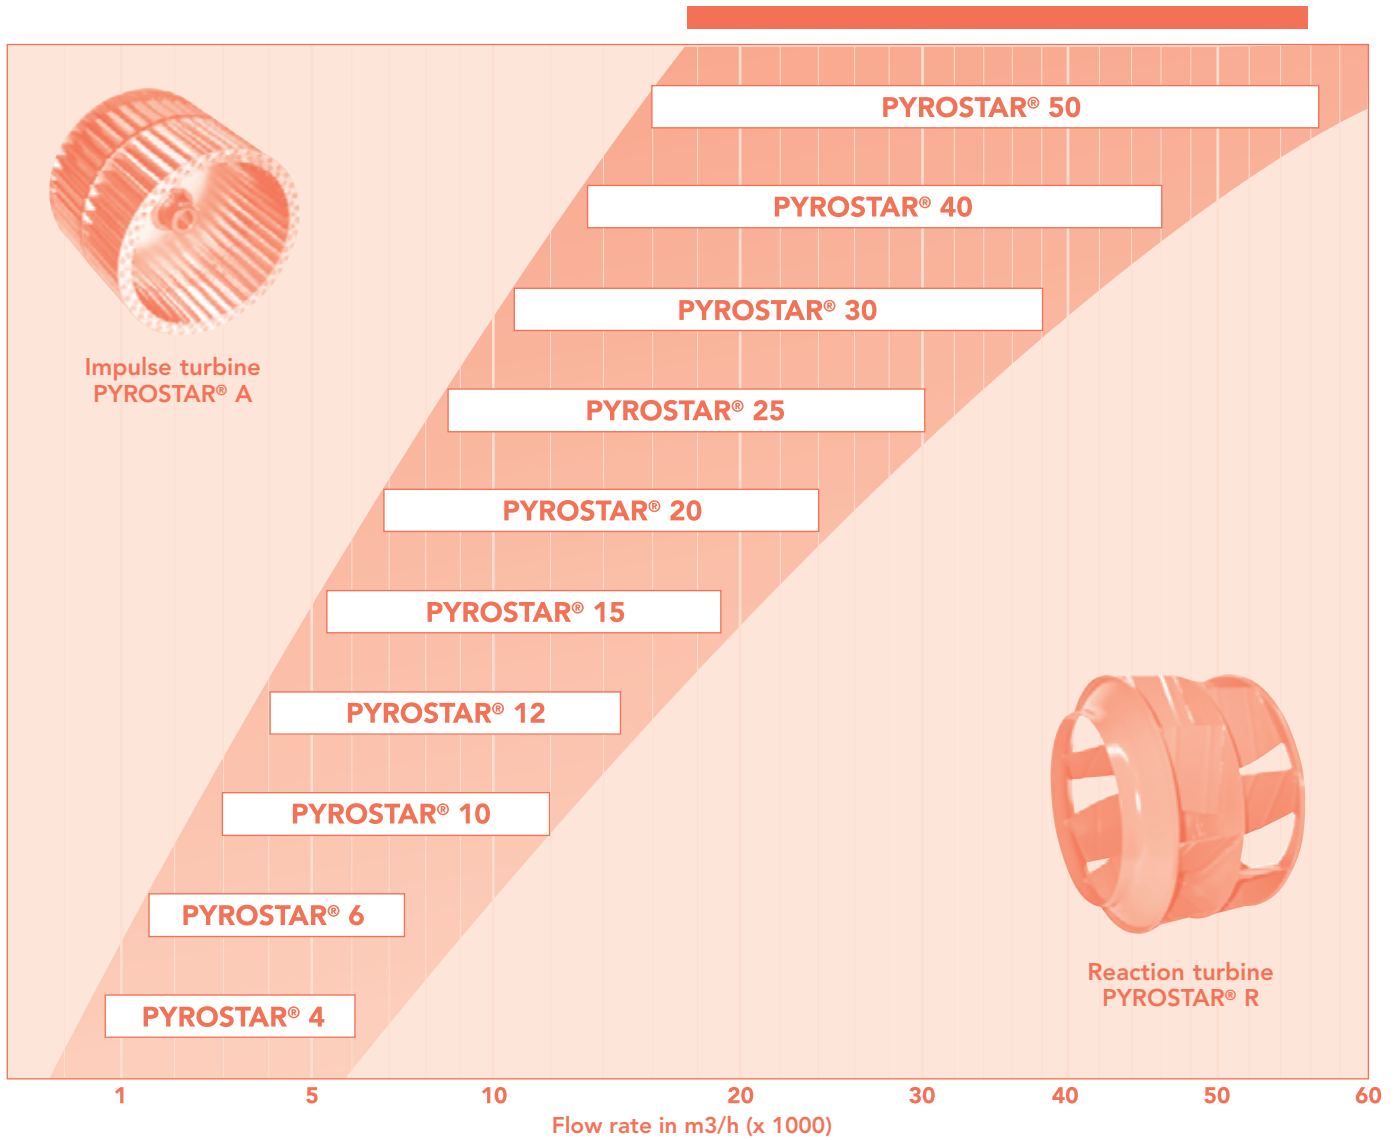 PYROSTAR® 50
PYROSTAR® 40
PYROSTAR® 30
Impulse turbine
PYROSTAR® A
PYROSTAR® 25
PYROSTAR® 20
PYROSTAR® 15
PYROSTAR® 12
PYROSTAR® 10
PYROSTAR® 6
Reaction turbine
PYROSTAR® R
PYROSTAR® 4
1 5 10 20 30 40 50 60
Flow rate in m3/h (x 1000)